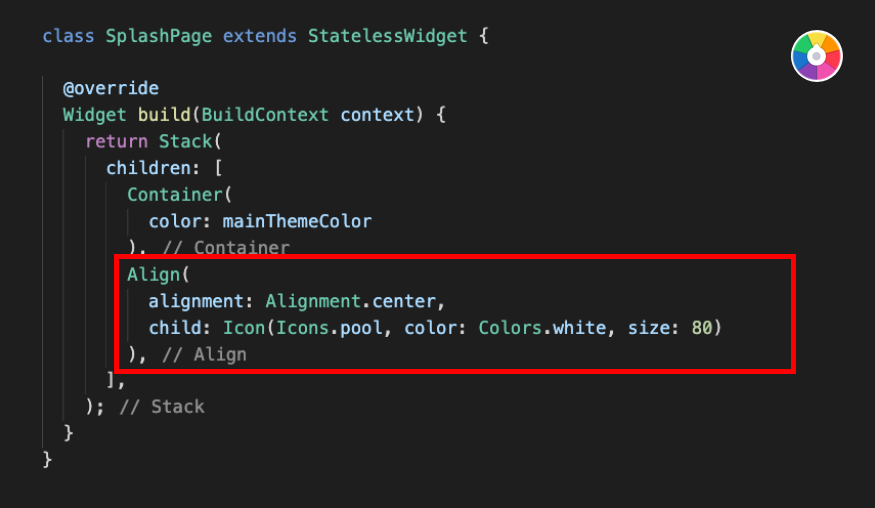 class SplashPage extends StatelessWidget {
@override
Widget build(BuildContext context) {
return Stack(
children: [
Container(
color: mainThemeColor
), // Container
Align(
alignment: Alignment.center,
child: Icon(Icons.pool, color: Colors.white, size: 80)
), // Align
],
); // Stack
}
}